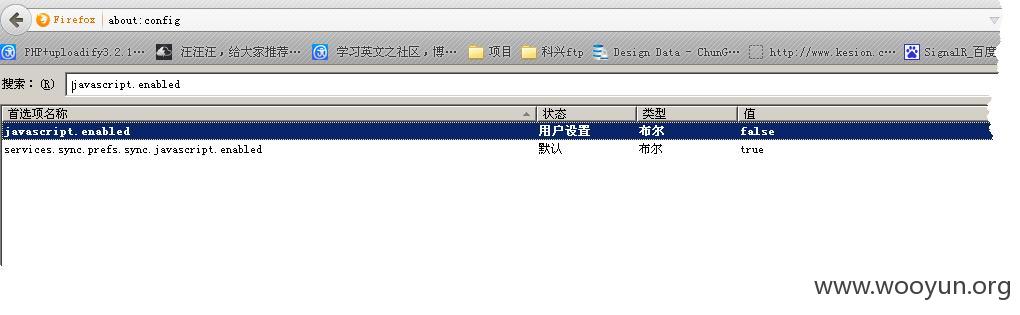 Firefox about:config
PHP+uploadify3.2.1… 汪汪汪，给大家推荐… 学习英文之社区，博… 项目 科兴ftp Design Data - ChunG… http://www.kesion.c… SignalR_百度
搜索：(R) javascript.enabled
首选项名称 状态 类型 值
javascript.enabled 用户设置 布尔 false
services.sync.prefs.sync.javascript.enabled 默认 布尔 true
www.wooyun.org